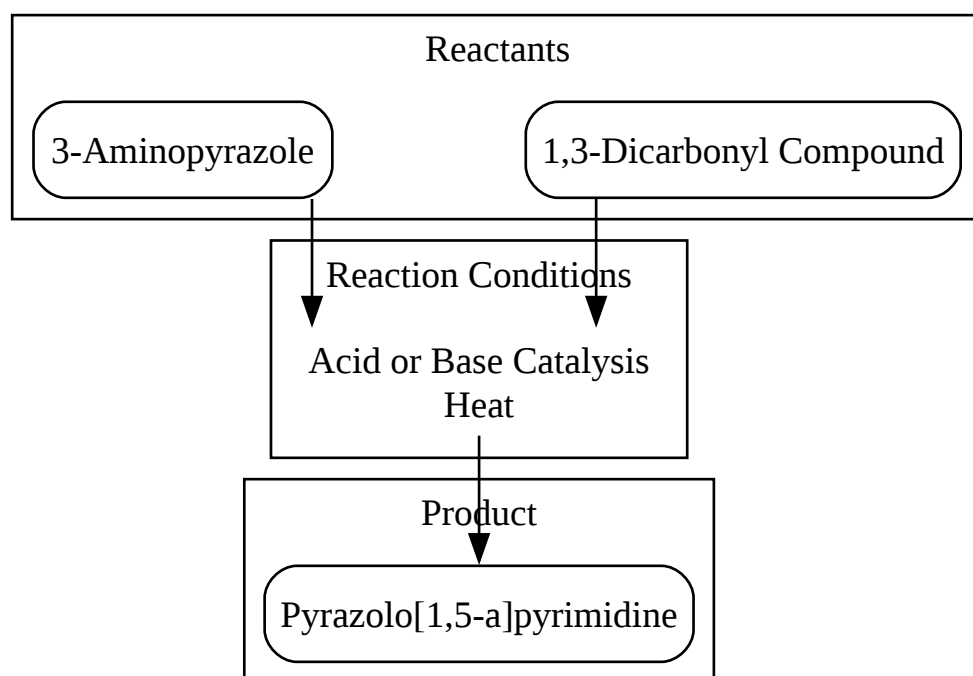 Reactants
3-Aminopyrazole
1,3-Dicarbonyl Compound
Reaction Conditions
Acid or Base Catalysis
Heat
Product
Pyrazolo[1,5-a]pyrimidine